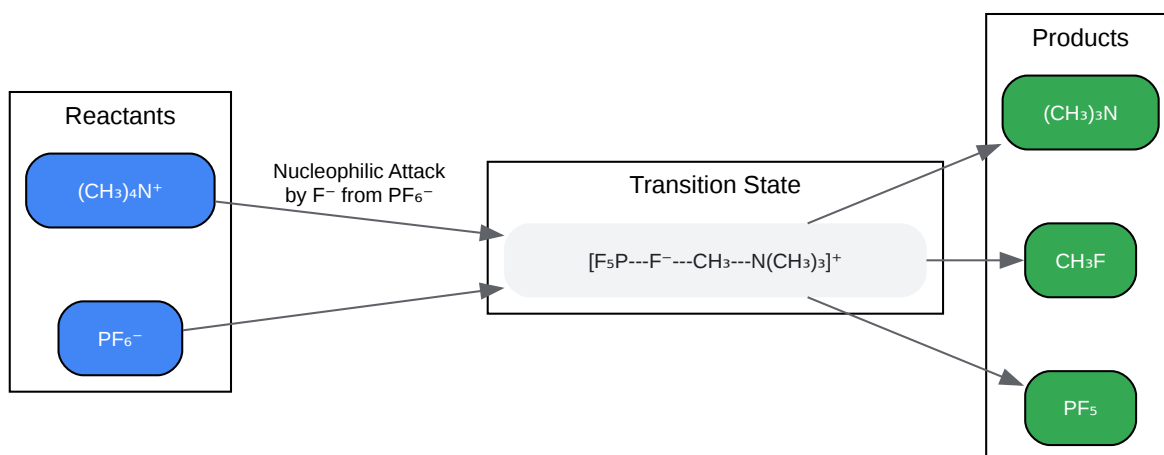 Reactants
(CH₃)₄N⁺
PF₆⁻
Nucleophilic Attack
by F⁻ from PF₆⁻
Transition State
[F₅P---F⁻---CH₃---N(CH₃)₃]⁺
Products
(CH₃)₃N
CH₃F
PF₅